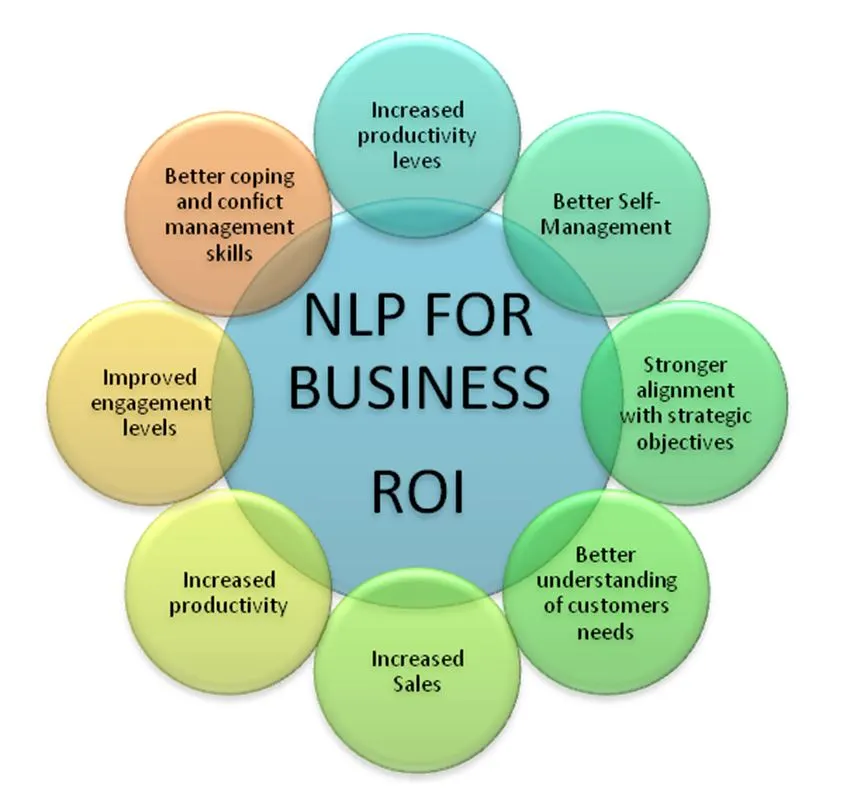 NLP FOR
BUSINESS
ROI
Increased
productivity
leves
Better Self-
Management
Stronger
alignment
with strategic
objectives
Better
understanding
of customers
needs
Increased
Sales
Increased
productivity
Improved
engagement
levels
Better coping
and confict
management
skills